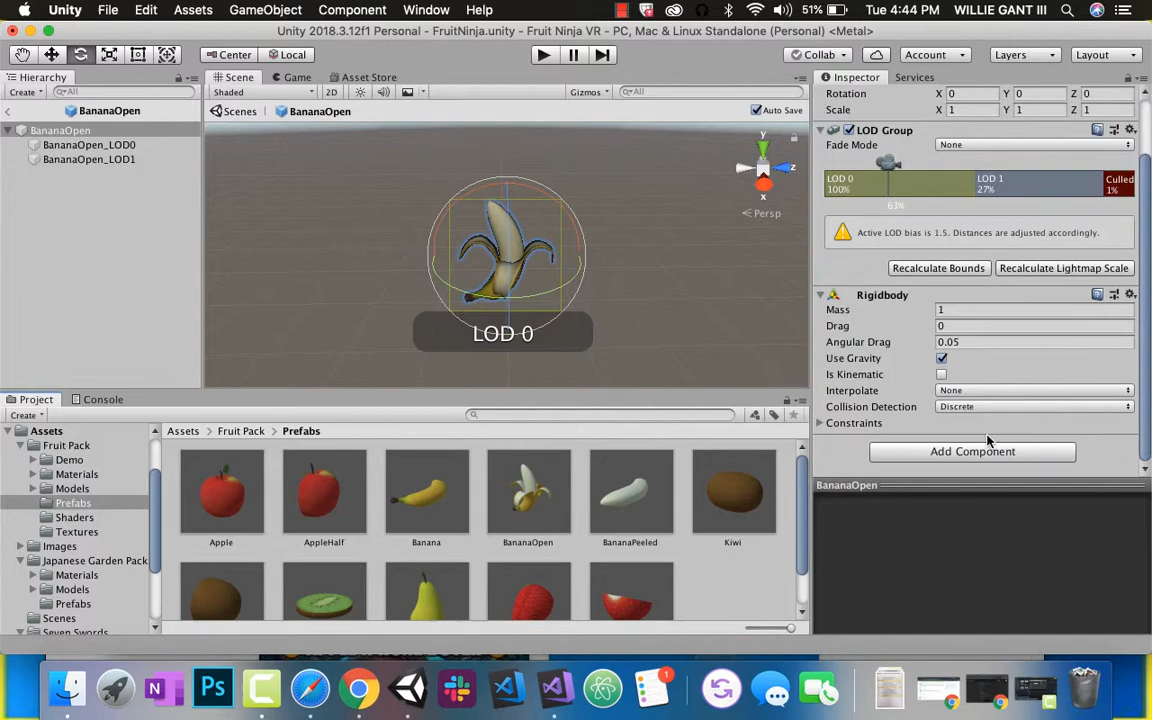 Unity File Edit Assets GameObject Component Window Help 51% Tue 4:44 PM WILLIE GANT III
Unity 2018.3.12f1 Personal - FruitNinja.unity - Fruit Ninja VR - PC, Mac & Linux Standalone (Personal) <Metal>
Center Local Collab Account Layers Layout
Hierarchy Scene Game Asset Store Inspector Services
Create All Shaded 2D Gizmos All Rotation X 0 Y 0 Z 0
BananaOpen Scenes BananaOpen Auto Save Scale X 1 Y 1 Z 1
BananaOpen LOD Group
BananaOpen_LOD0 Fade Mode None
BananaOpen_LOD1
y
z
x
Persp
LOD 0
100%
LOD 1
27%
Culled
1%
63%
Active LOD bias is 1.5. Distances are adjusted accordingly.
Recalculate Bounds Recalculate Lightmap Scale
Rigidbody
Mass 1
Drag 0
Angular Drag 0.05
Use Gravity
Is Kinematic
Interpolate None
Collision Detection Discrete
Constraints
Add Component
BananaOpen
LOD 0
Project Console
Create
Assets
Fruit Pack
Demo
Materials
Models
Prefabs
Shaders
Textures
Images
Japanese Garden Pack
Materials
Models
Prefabs
Scenes
Seven Swords
Assets Fruit Pack Prefabs
Apple AppleHalf Banana BananaOpen BananaPeeled Kiwi
N Ps 1